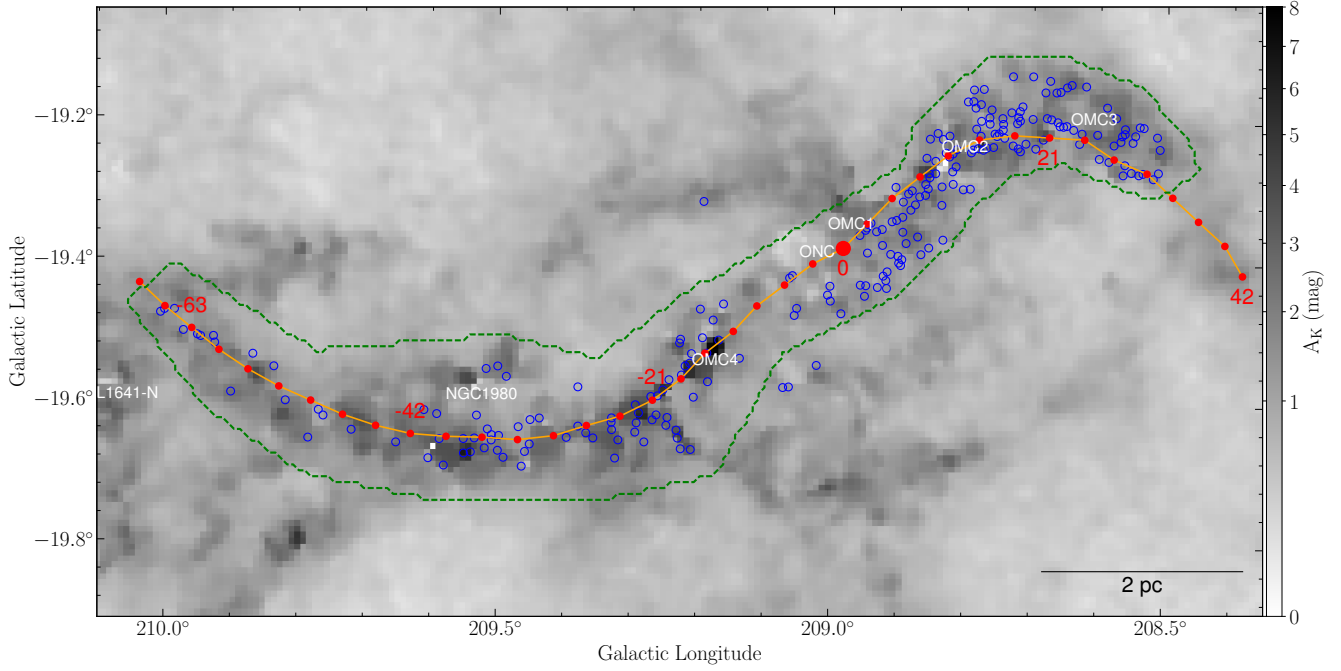 8
7
6
5
4
3
2
1
0
A_K (mag)
Galactic Latitude
−19.2°
−19.4°
−19.6°
−19.8°
OMC3
OMC2
21
OMC1
ONC
0
42
-63
OMC4
-21
L1641-N
NGC1980
-42
2 pc
210.0°
209.5°
209.0°
208.5°
Galactic Longitude